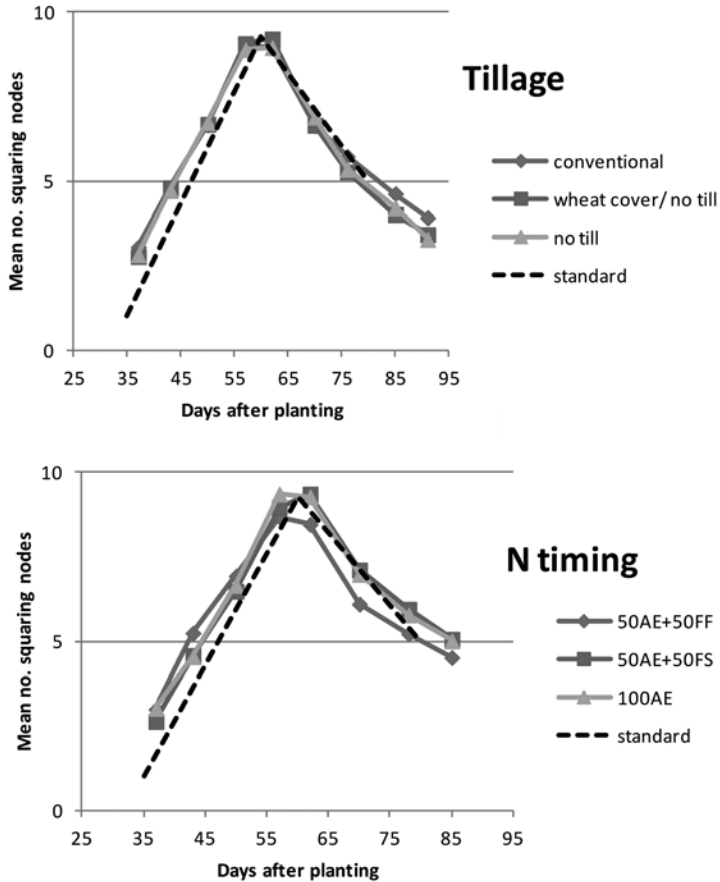 10
5
0
Mean no. squaring nodes
25 35 45 55 65 75 85 95
Days after planting
Tillage
conventional
wheat cover/ no till
no till
standard
10
5
0
Mean no. squaring nodes
25 35 45 55 65 75 85 95
Days after planting
N timing
50AE+50FF
50AE+50FS
100AE
standard